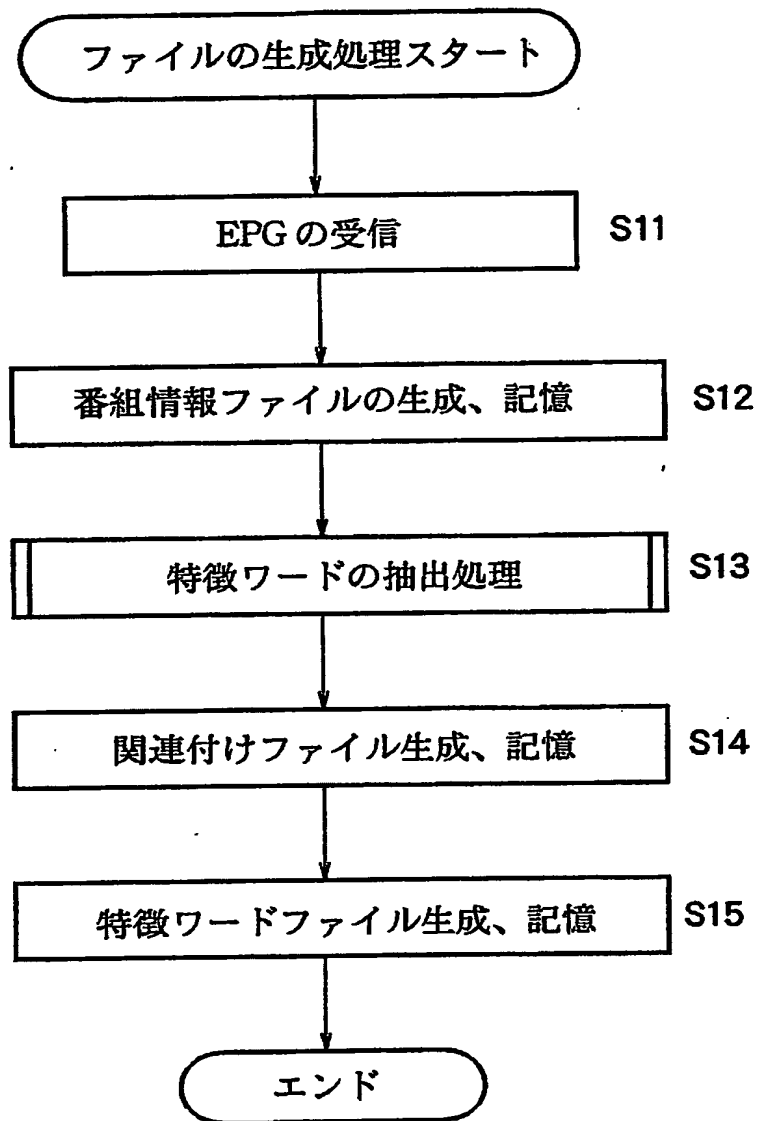 ファイルの生成処理スタート
EPGの受信 S11
番組情報ファイルの生成、記憶 S12
特徴ワードの抽出処理 S13
関連付けファイル生成、記憶 S14
特徴ワードファイル生成、記憶 S15
エンド